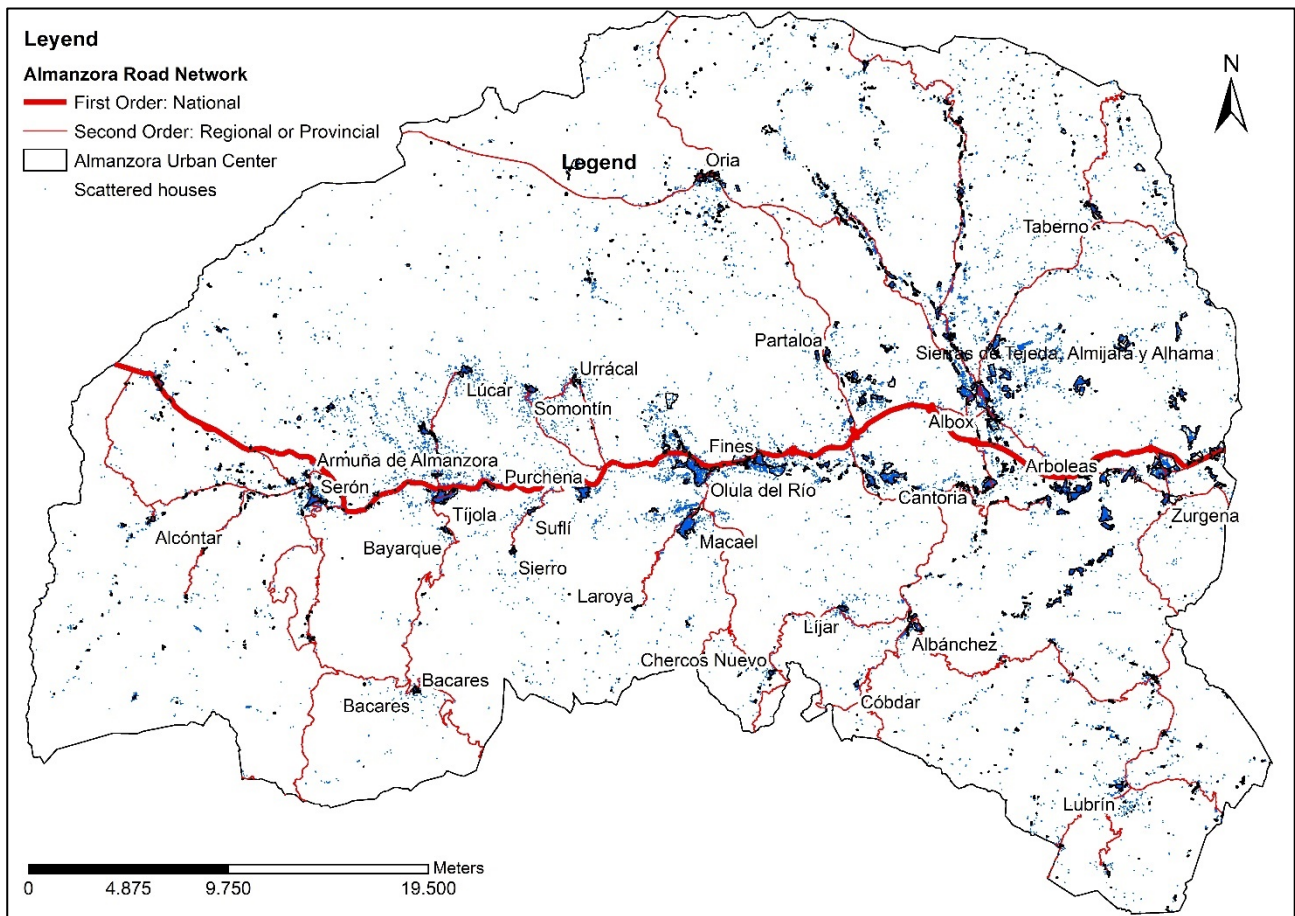 Leyend
Almanzora Road Network
First Order: National
Second Order: Regional or Provincial
Almanzora Urban Center
Scattered houses
N
Legend
Oria
Taberno
Partaloa
Sierras de Tejeda, Almijara y Alhama
Urrácal
Lúcar
Somontín
Albox
Fines
Armuña de Almanzora
Arboleas
Purchena
Serón
Olula del Río
Cantoria
Tíjola
Zurgena
Suflí
Alcóntar
Bayarque
Macael
Sierro
Laroya
Líjar
Albánchez
Chercos Nuevo
Bacares
Bacares
Cóbdar
Lubrín
Meters
0 4.875 9.750 19.500